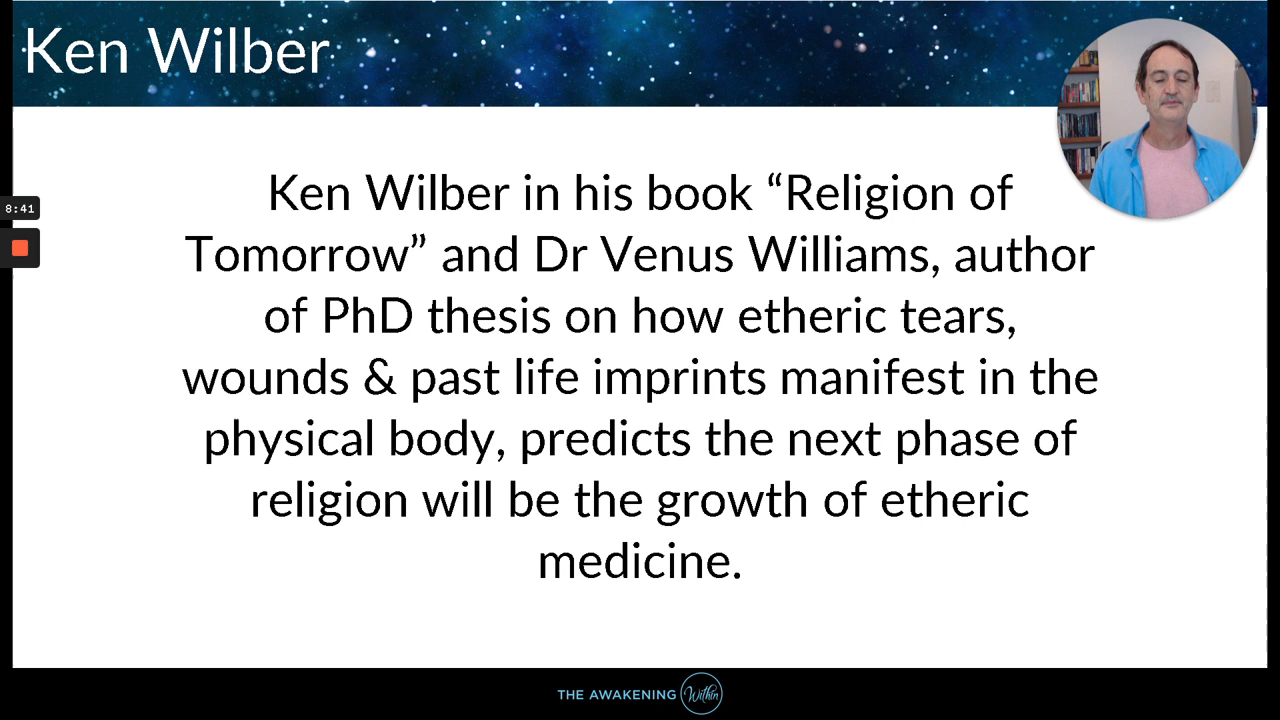 Ken Wilber
8:41
Ken Wilber in his book “Religion of
Tomorrow” and Dr Venus Williams, author
of PhD thesis on how etheric tears,
wounds & past life imprints manifest in the
physical body, predicts the next phase of
religion will be the growth of etheric
medicine.
THE AWAKENING Within